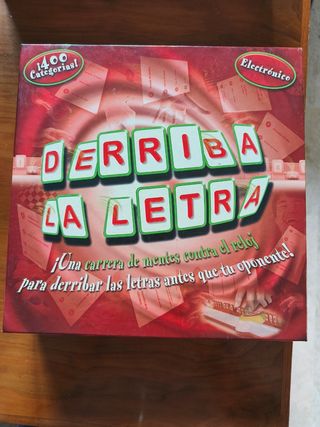 ¡400
Categorías!
Electrónico
DERRIBA
LA LETRA
¡Una carrera de mentes contra el reloj
para derribar las letras antes que tu oponente!